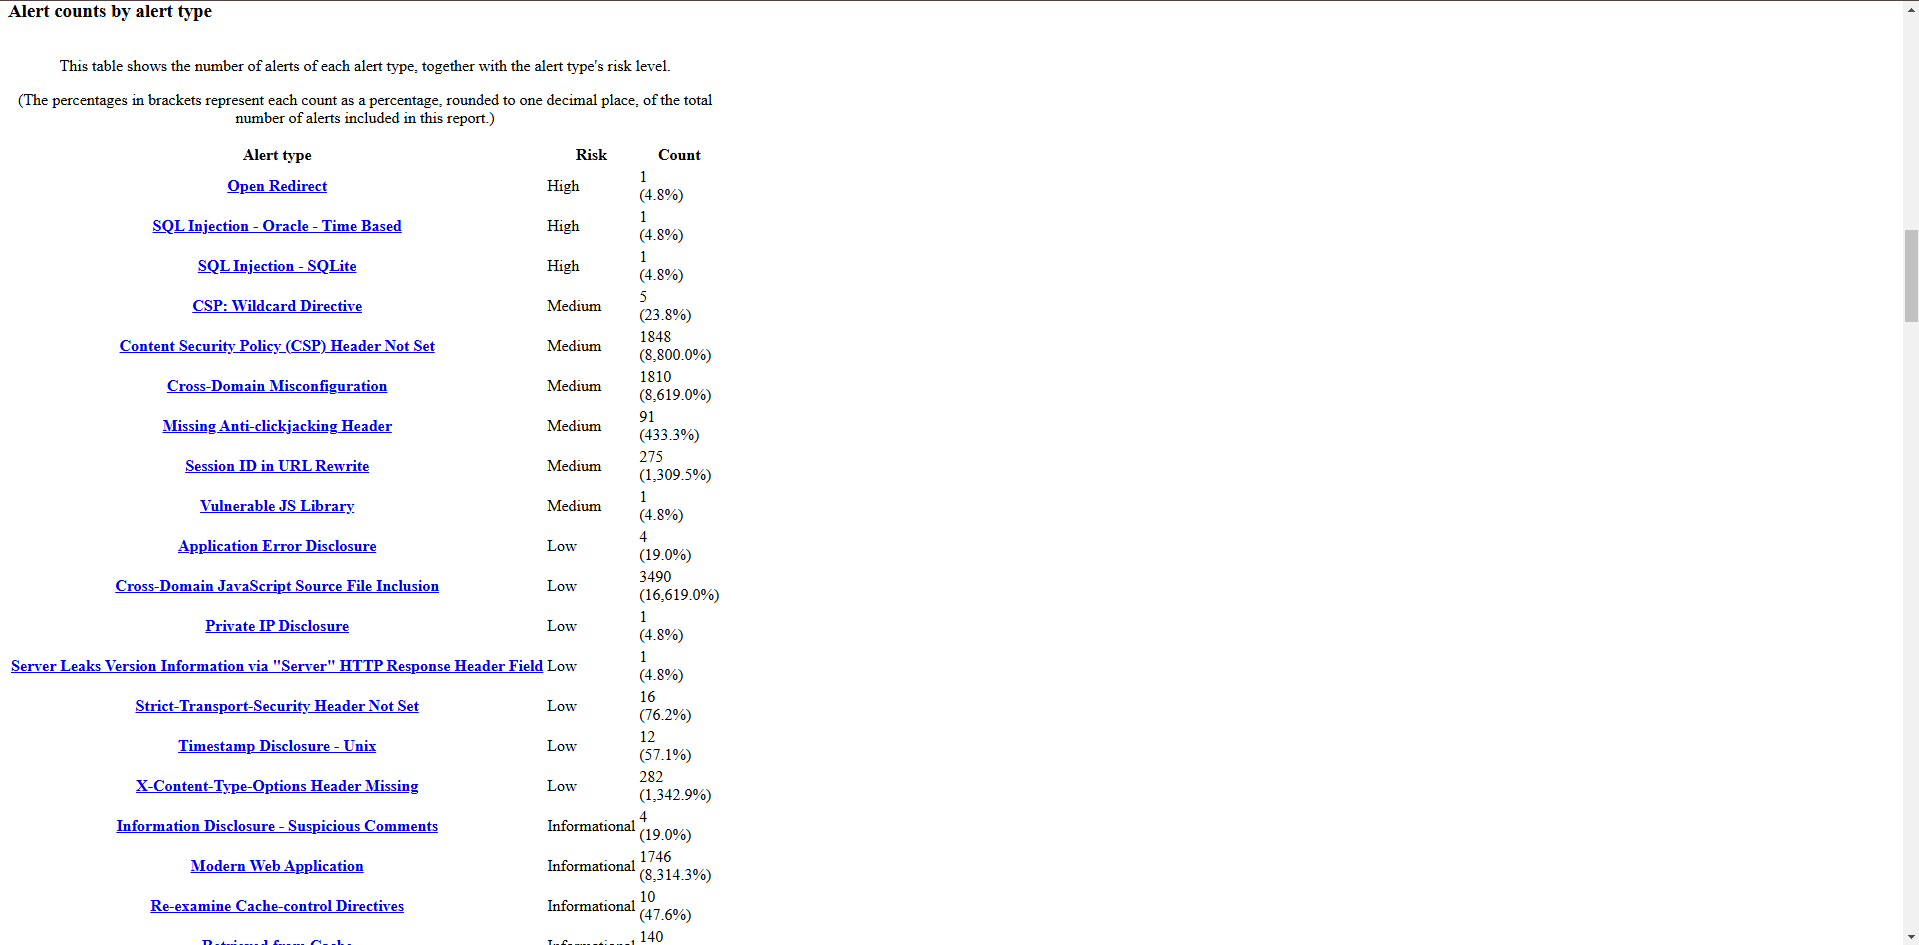 Alert counts by alert type
This table shows the number of alerts of each alert type, together with the alert type's risk level.
(The percentages in brackets represent each count as a percentage, rounded to one decimal place, of the total
number of alerts included in this report.)
Alert type Risk Count
Open Redirect High 1
(4.8%)
SQL Injection - Oracle - Time Based High 1
(4.8%)
SQL Injection - SQLite High 1
(4.8%)
CSP: Wildcard Directive Medium 5
(23.8%)
Content Security Policy (CSP) Header Not Set Medium 1848
(8,800.0%)
Cross-Domain Misconfiguration Medium 1810
(8,619.0%)
Missing Anti-clickjacking Header Medium 91
(433.3%)
Session ID in URL Rewrite Medium 275
(1,309.5%)
Vulnerable JS Library Medium 1
(4.8%)
Application Error Disclosure Low 4
(19.0%)
Cross-Domain JavaScript Source File Inclusion Low 3490
(16,619.0%)
Private IP Disclosure Low 1
(4.8%)
Server Leaks Version Information via "Server" HTTP Response Header Field Low 1
(4.8%)
Strict-Transport-Security Header Not Set Low 16
(76.2%)
Timestamp Disclosure - Unix Low 12
(57.1%)
X-Content-Type-Options Header Missing Low 282
(1,342.9%)
Information Disclosure - Suspicious Comments Informational 4
(19.0%)
Modern Web Application Informational 1746
(8,314.3%)
Re-examine Cache-control Directives Informational 10
(47.6%)
Retrieved from Cache Informational 140